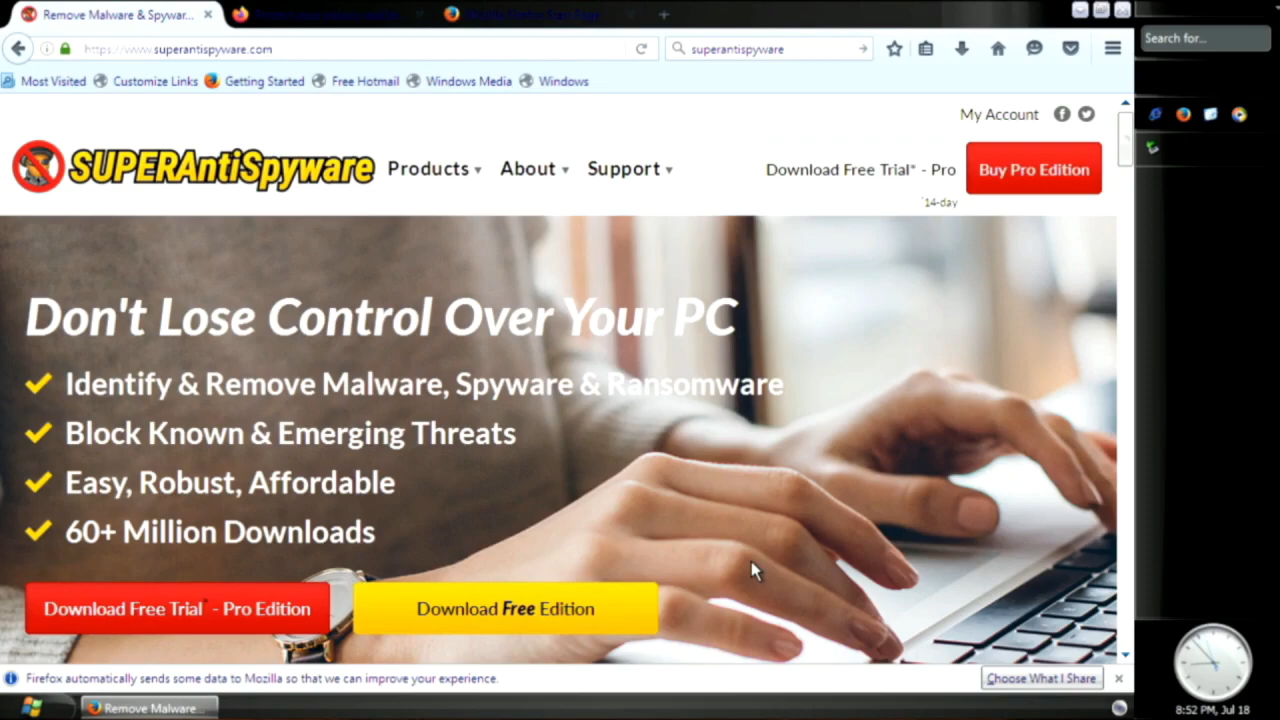 Remove Malware & Spywar...
Mozilla Firefox Start Page
https://www.superantispyware.com
superantispyware
Search for...
Most Visited
Customize Links
Getting Started
Free Hotmail
Windows Media
Windows
My Account
SUPERAntiSpyware
Products
About
Support
Download Free Trial* - Pro
Buy Pro Edition
*14-day
Don't Lose Control Over Your PC
Identify & Remove Malware, Spyware & Ransomware
Block Known & Emerging Threats
Easy, Robust, Affordable
60+ Million Downloads
Download Free Trial* - Pro Edition
Download Free Edition
Firefox automatically sends some data to Mozilla so that we can improve your experience.
Choose What I Share
Remove Malware...
8:52 PM, Jul 18